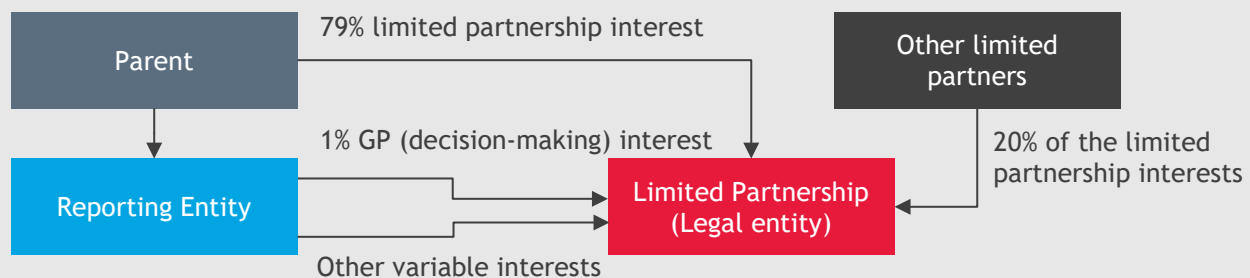 79% limited partnership interest
Parent
Other limited
partners
1% GP (decision-making) interest
20% of the limited
partnership interests
Reporting Entity
Limited Partnership
(Legal entity)
Other variable interests